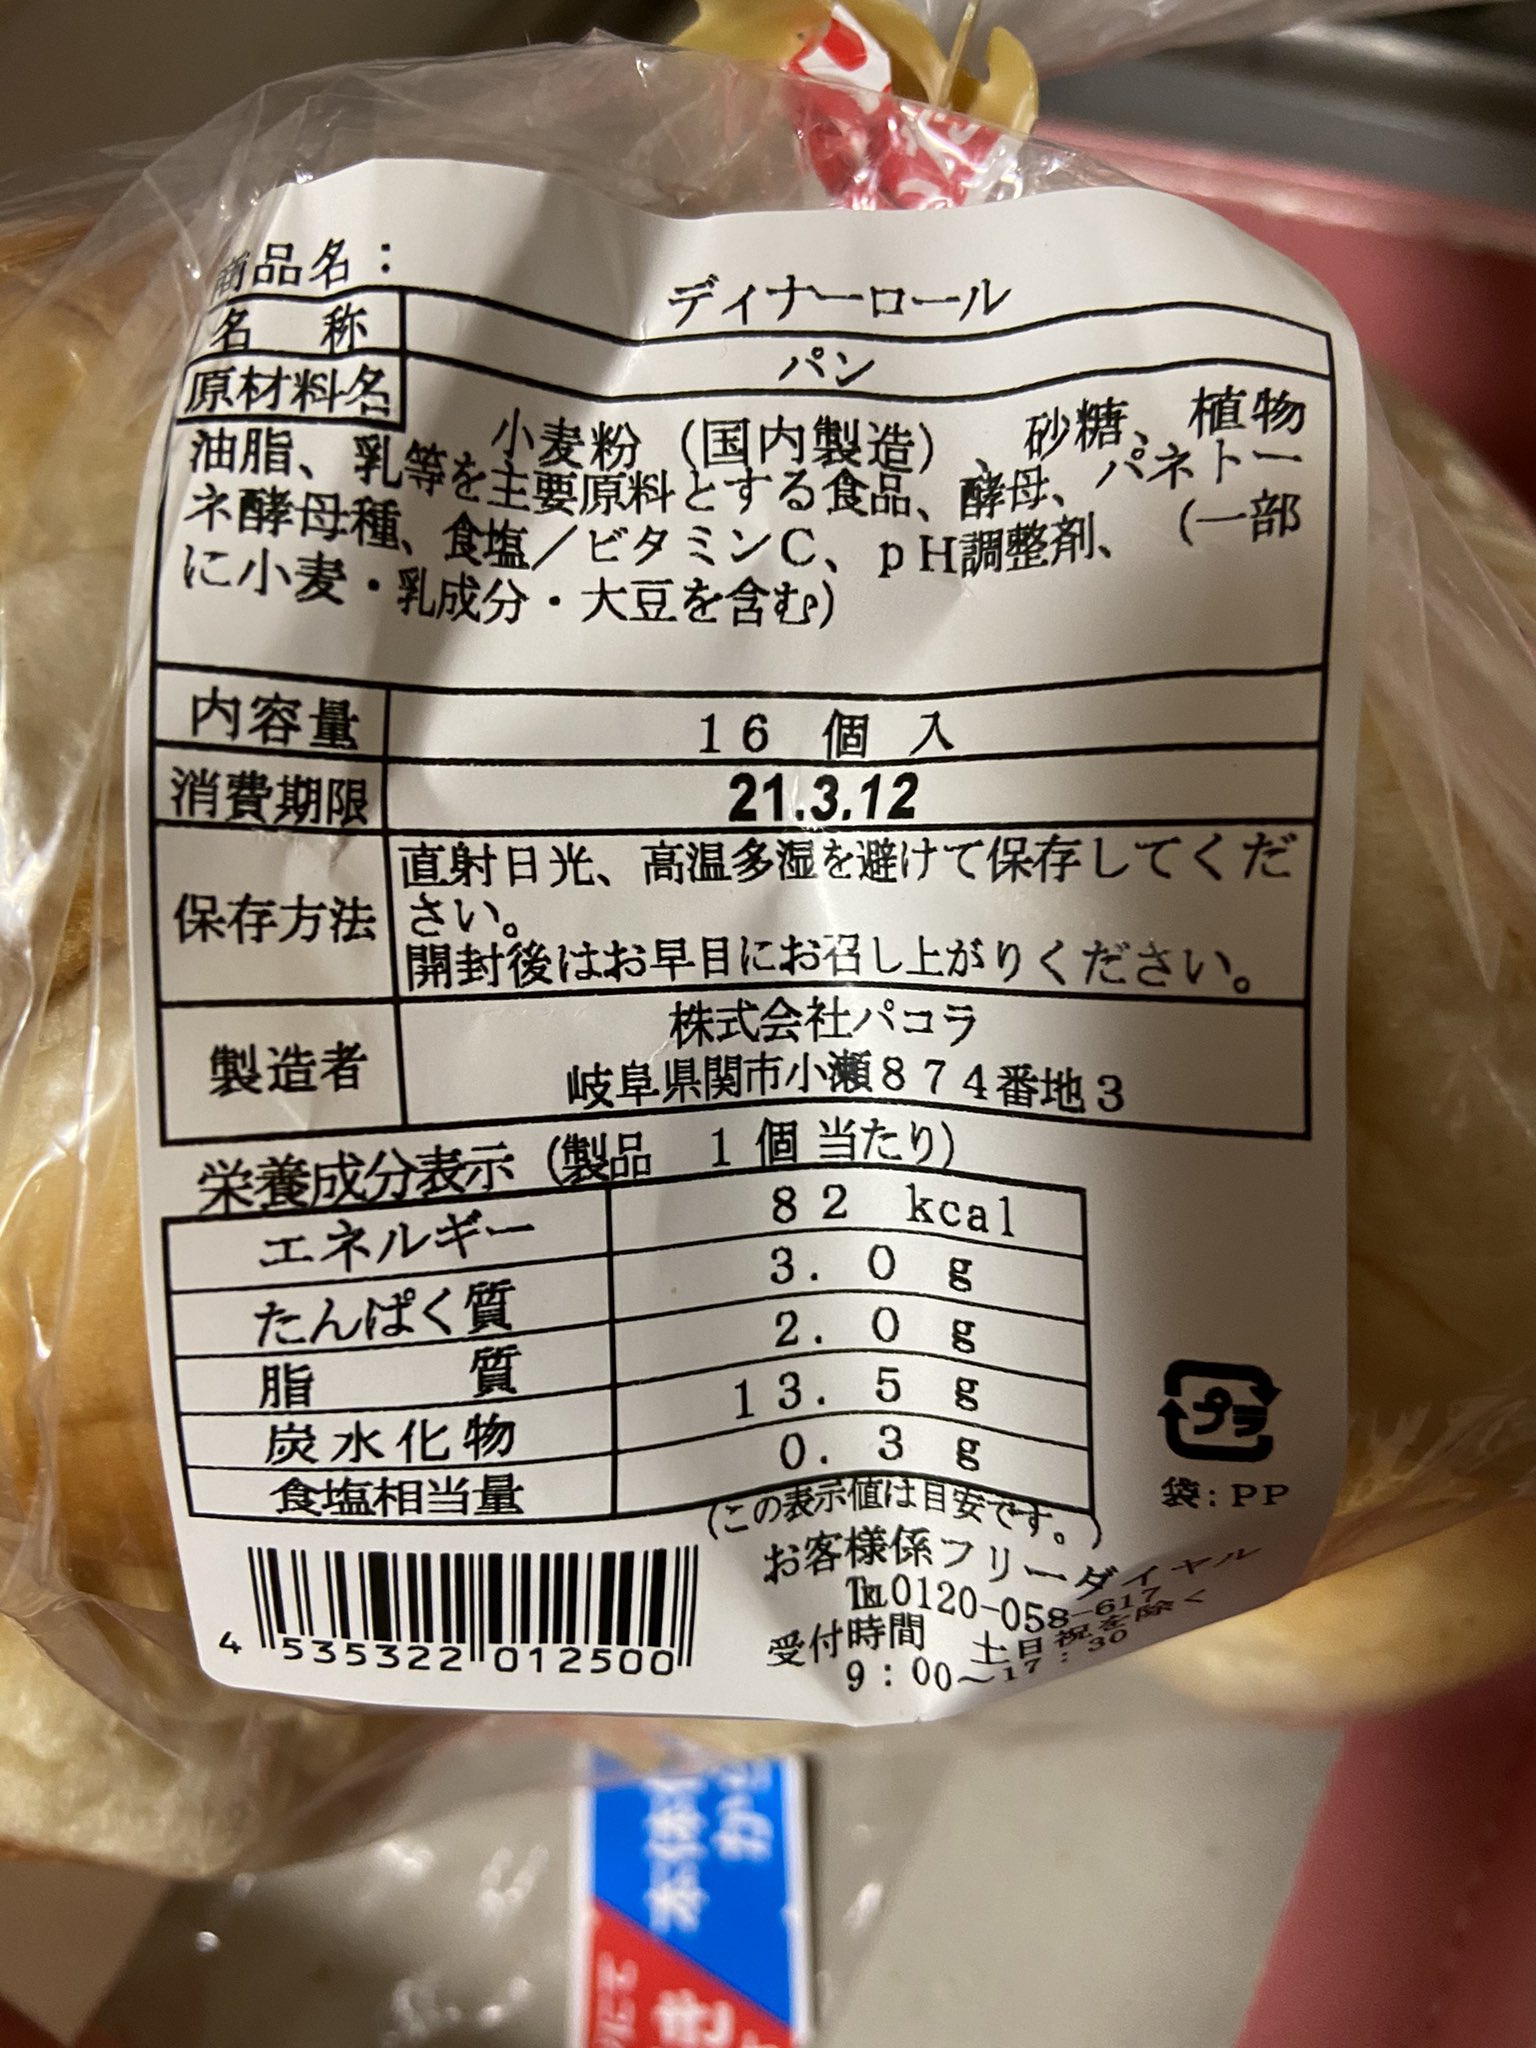 商品名:
ディナーロール
名 称 パン
原材料名 小麦粉(国内製造)、砂糖、植物
油脂、乳等を主要原料とする食品、酵母、パネトー
ネ酵母種、食塩/ビタミンC、pH調整剤、(一部
に小麦・乳成分・大豆を含む)
内容量 16 個 入
消費期限 21.3.12
保存方法 直射日光、高温多湿を避けて保存してくだ
さい。
開封後はお早目にお召し上がりください。
製造者 株式会社パコラ
岐阜県関市小瀬874番地3
栄養成分表示(製品 1個当たり)
エネルギー 82 kcal
たんぱく質 3.0 g
脂 質 2.0 g
炭水化物 13.5 g
食塩相当量 0.3 g
(この表示値は目安です。)
プラ
袋:PP
お客様係フリーダイヤル
℡0120-058-617
受付時間 土日祝を除く
9:00~17:30
4 535322 012500